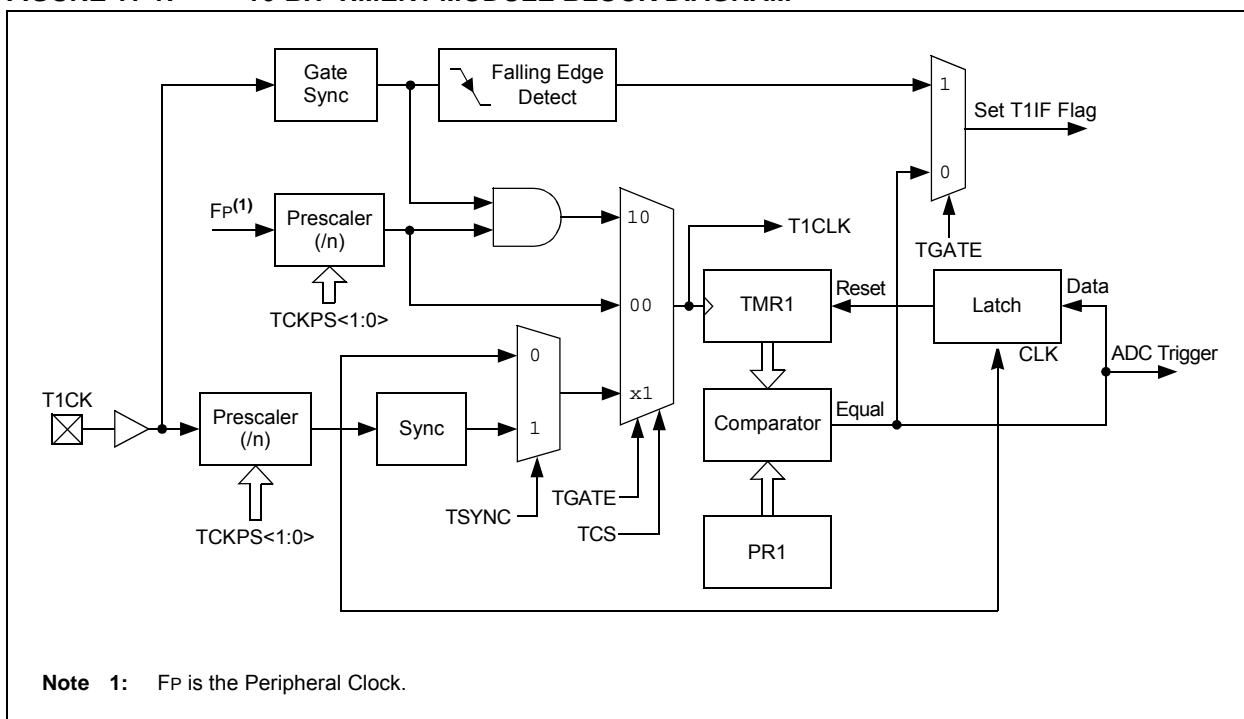 Gate
Sync
Falling Edge
Detect
1
Set T1IF Flag
0
TGATE
FP(1)
Prescaler
(/n)
TCKPS<1:0>
10
00
x1
T1CLK
TMR1
Reset
Latch
Data
CLK
ADC Trigger
0
1
T1CK
Prescaler
(/n)
TCKPS<1:0>
Sync
TSYNC
TGATE
TCS
Comparator
Equal
PR1
Note 1: FP is the Peripheral Clock.